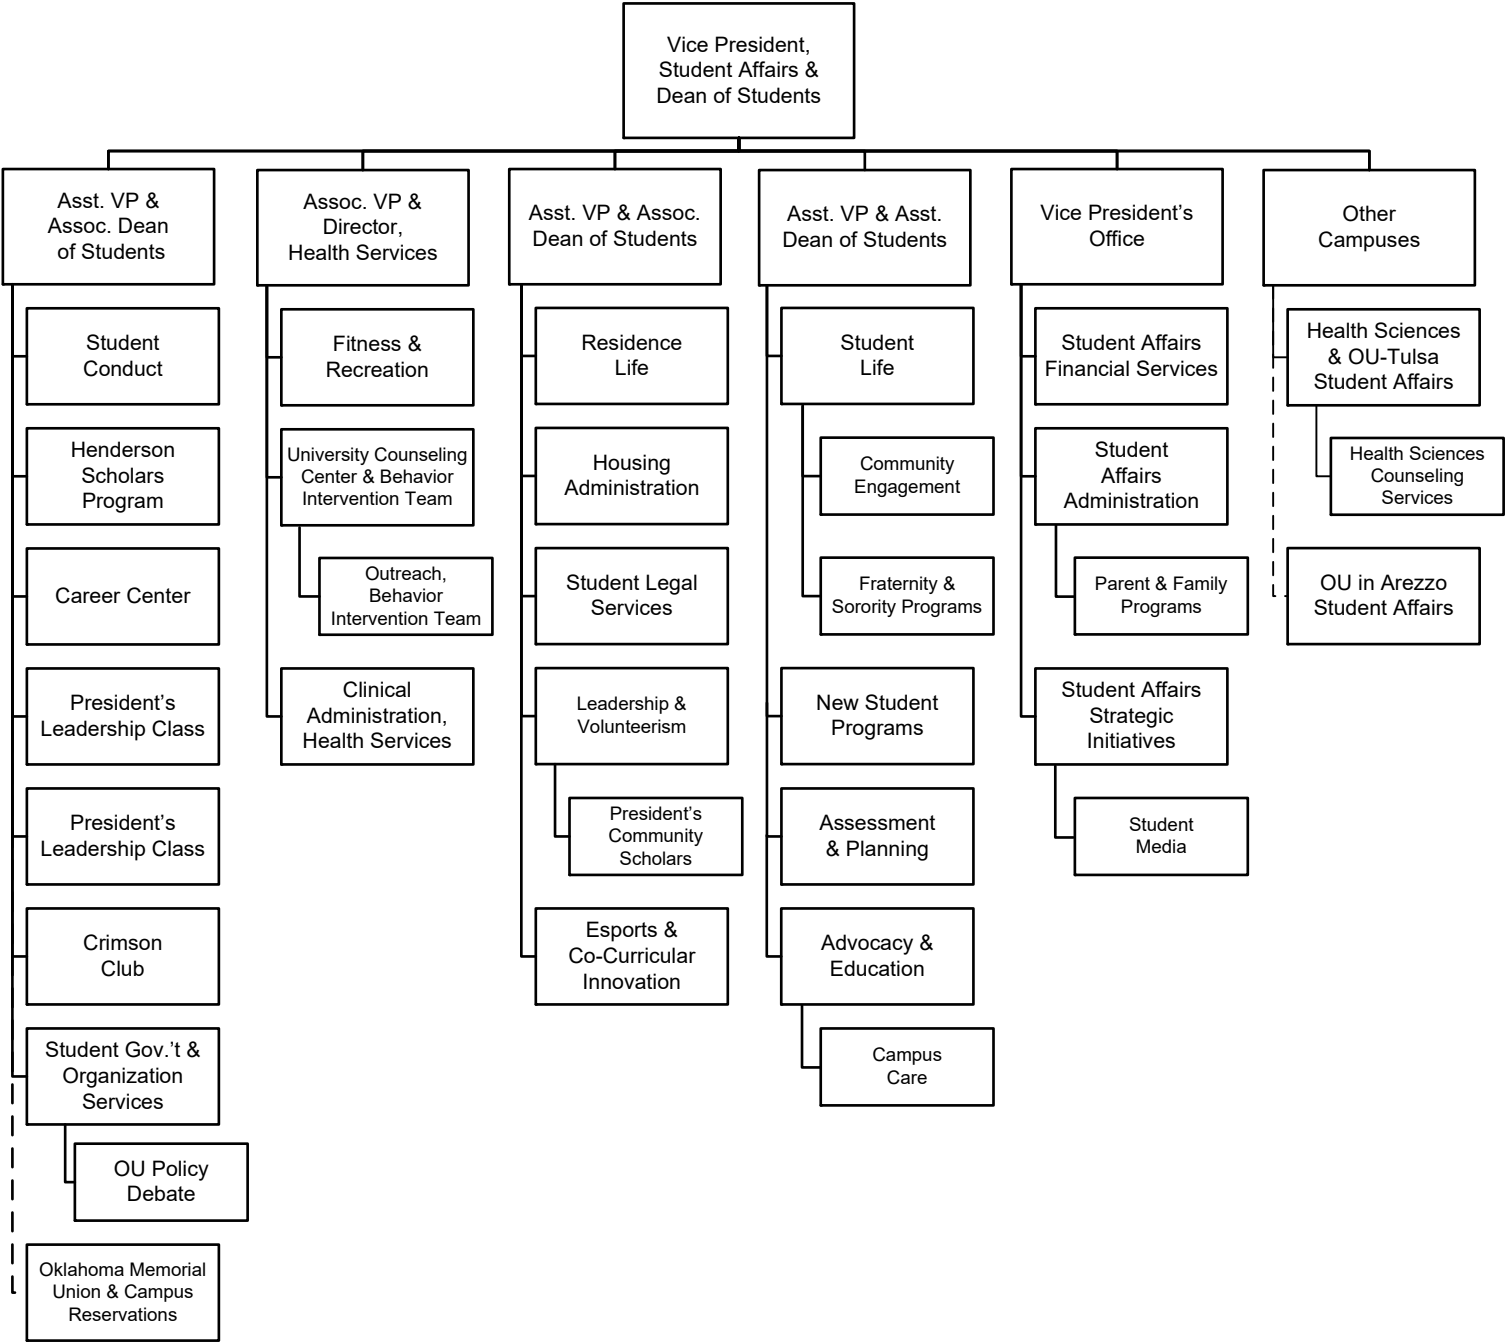 Vice President,
Student Affairs &
Dean of Students
Asst. VP &
Assoc. Dean
of Students
Student
Conduct
Henderson
Scholars
Program
Career Center
President’s
Leadership Class
President’s
Leadership Class
Crimson
Club
Student Gov.’t &
Organization
Services
OU Policy
Debate
Oklahoma Memorial
Union & Campus
Reservations
Assoc. VP &
Director,
Health Services
Fitness &
Recreation
University Counseling
Center & Behavior
Intervention Team
Outreach,
Behavior
Intervention Team
Clinical
Administration,
Health Services
Asst. VP & Assoc.
Dean of Students
Residence
Life
Housing
Administration
Student Legal
Services
Leadership &
Volunteerism
President’s
Community
Scholars
Esports &
Co-Curricular
Innovation
Asst. VP & Asst.
Dean of Students
Student
Life
Community
Engagement
Fraternity &
Sorority Programs
New Student
Programs
Assessment
& Planning
Advocacy &
Education
Campus
Care
Vice President’s
Office
Student Affairs
Financial Services
Student
Affairs
Administration
Parent & Family
Programs
Student Affairs
Strategic
Initiatives
Student
Media
Other
Campuses
Health Sciences
& OU-Tulsa
Student Affairs
Health Sciences
Counseling
Services
OU in Arezzo
Student Affairs